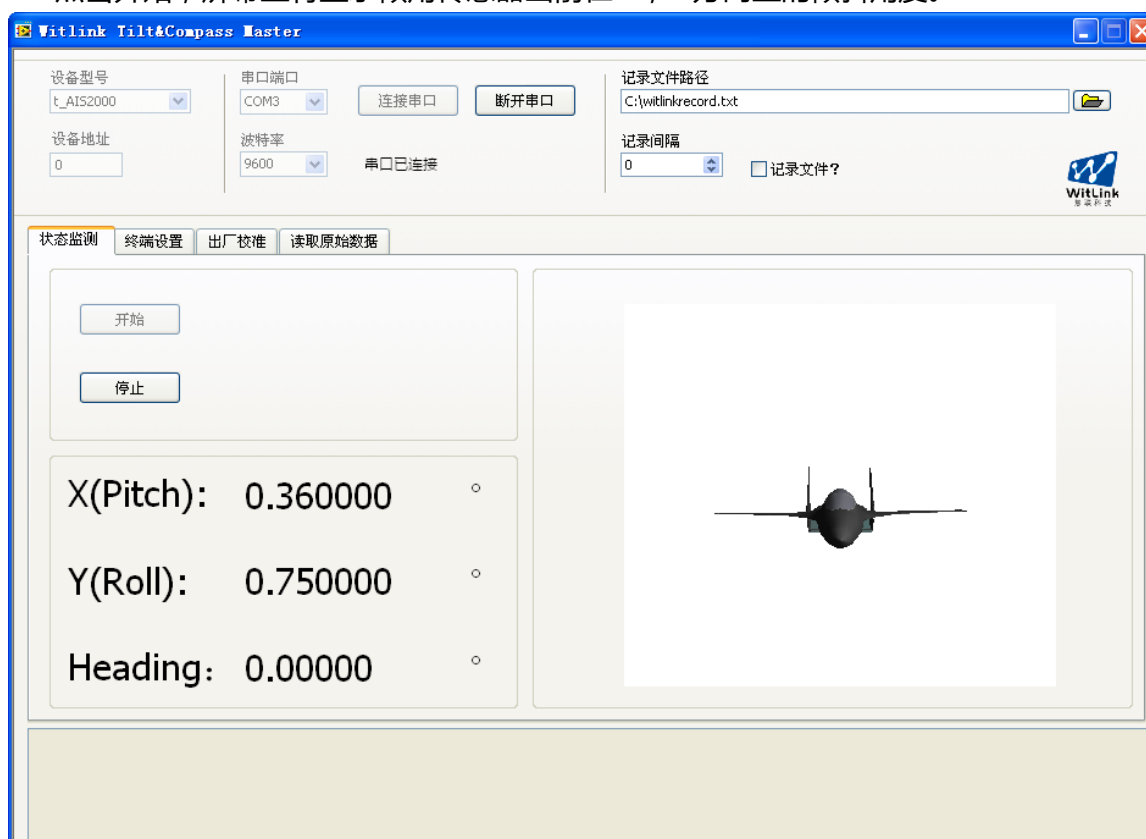 Witlink Tilt&Compass Master
设备型号
t_AIS2000
设备地址
0
串口端口
COM3
连接串口
断开串口
波特率
9600
串口已连接
记录文件路径
C:\witlinkrecord.txt
记录间隔
0
记录文件?
WitLink
慧联科技
状态监测
终端设置
出厂校准
读取原始数据
开始
停止
X(Pitch): 0.360000 °
Y(Roll): 0.750000 °
Heading: 0.00000 °